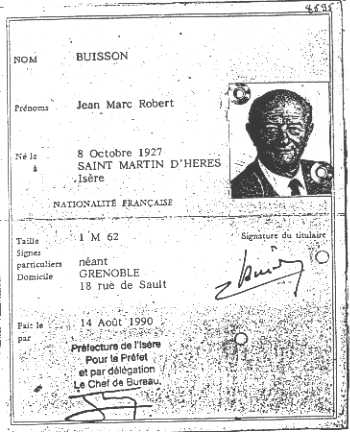 8595
NOM BUISSON
Prénoms Jean Marc Robert
Né le 8 Octobre 1927
à SAINT MARTIN D'HERES
Isère
NATIONALITÉ FRANÇAISE
Taille 1 M 62
Signature du titulaire
Signes
particuliers néant
Domicile GRENOBLE
18 rue de Sault
Fait le 14 Août 1990
par
Préfecture de l'Isère
Pour le Préfet
et par délégation
Le Chef de Bureau.